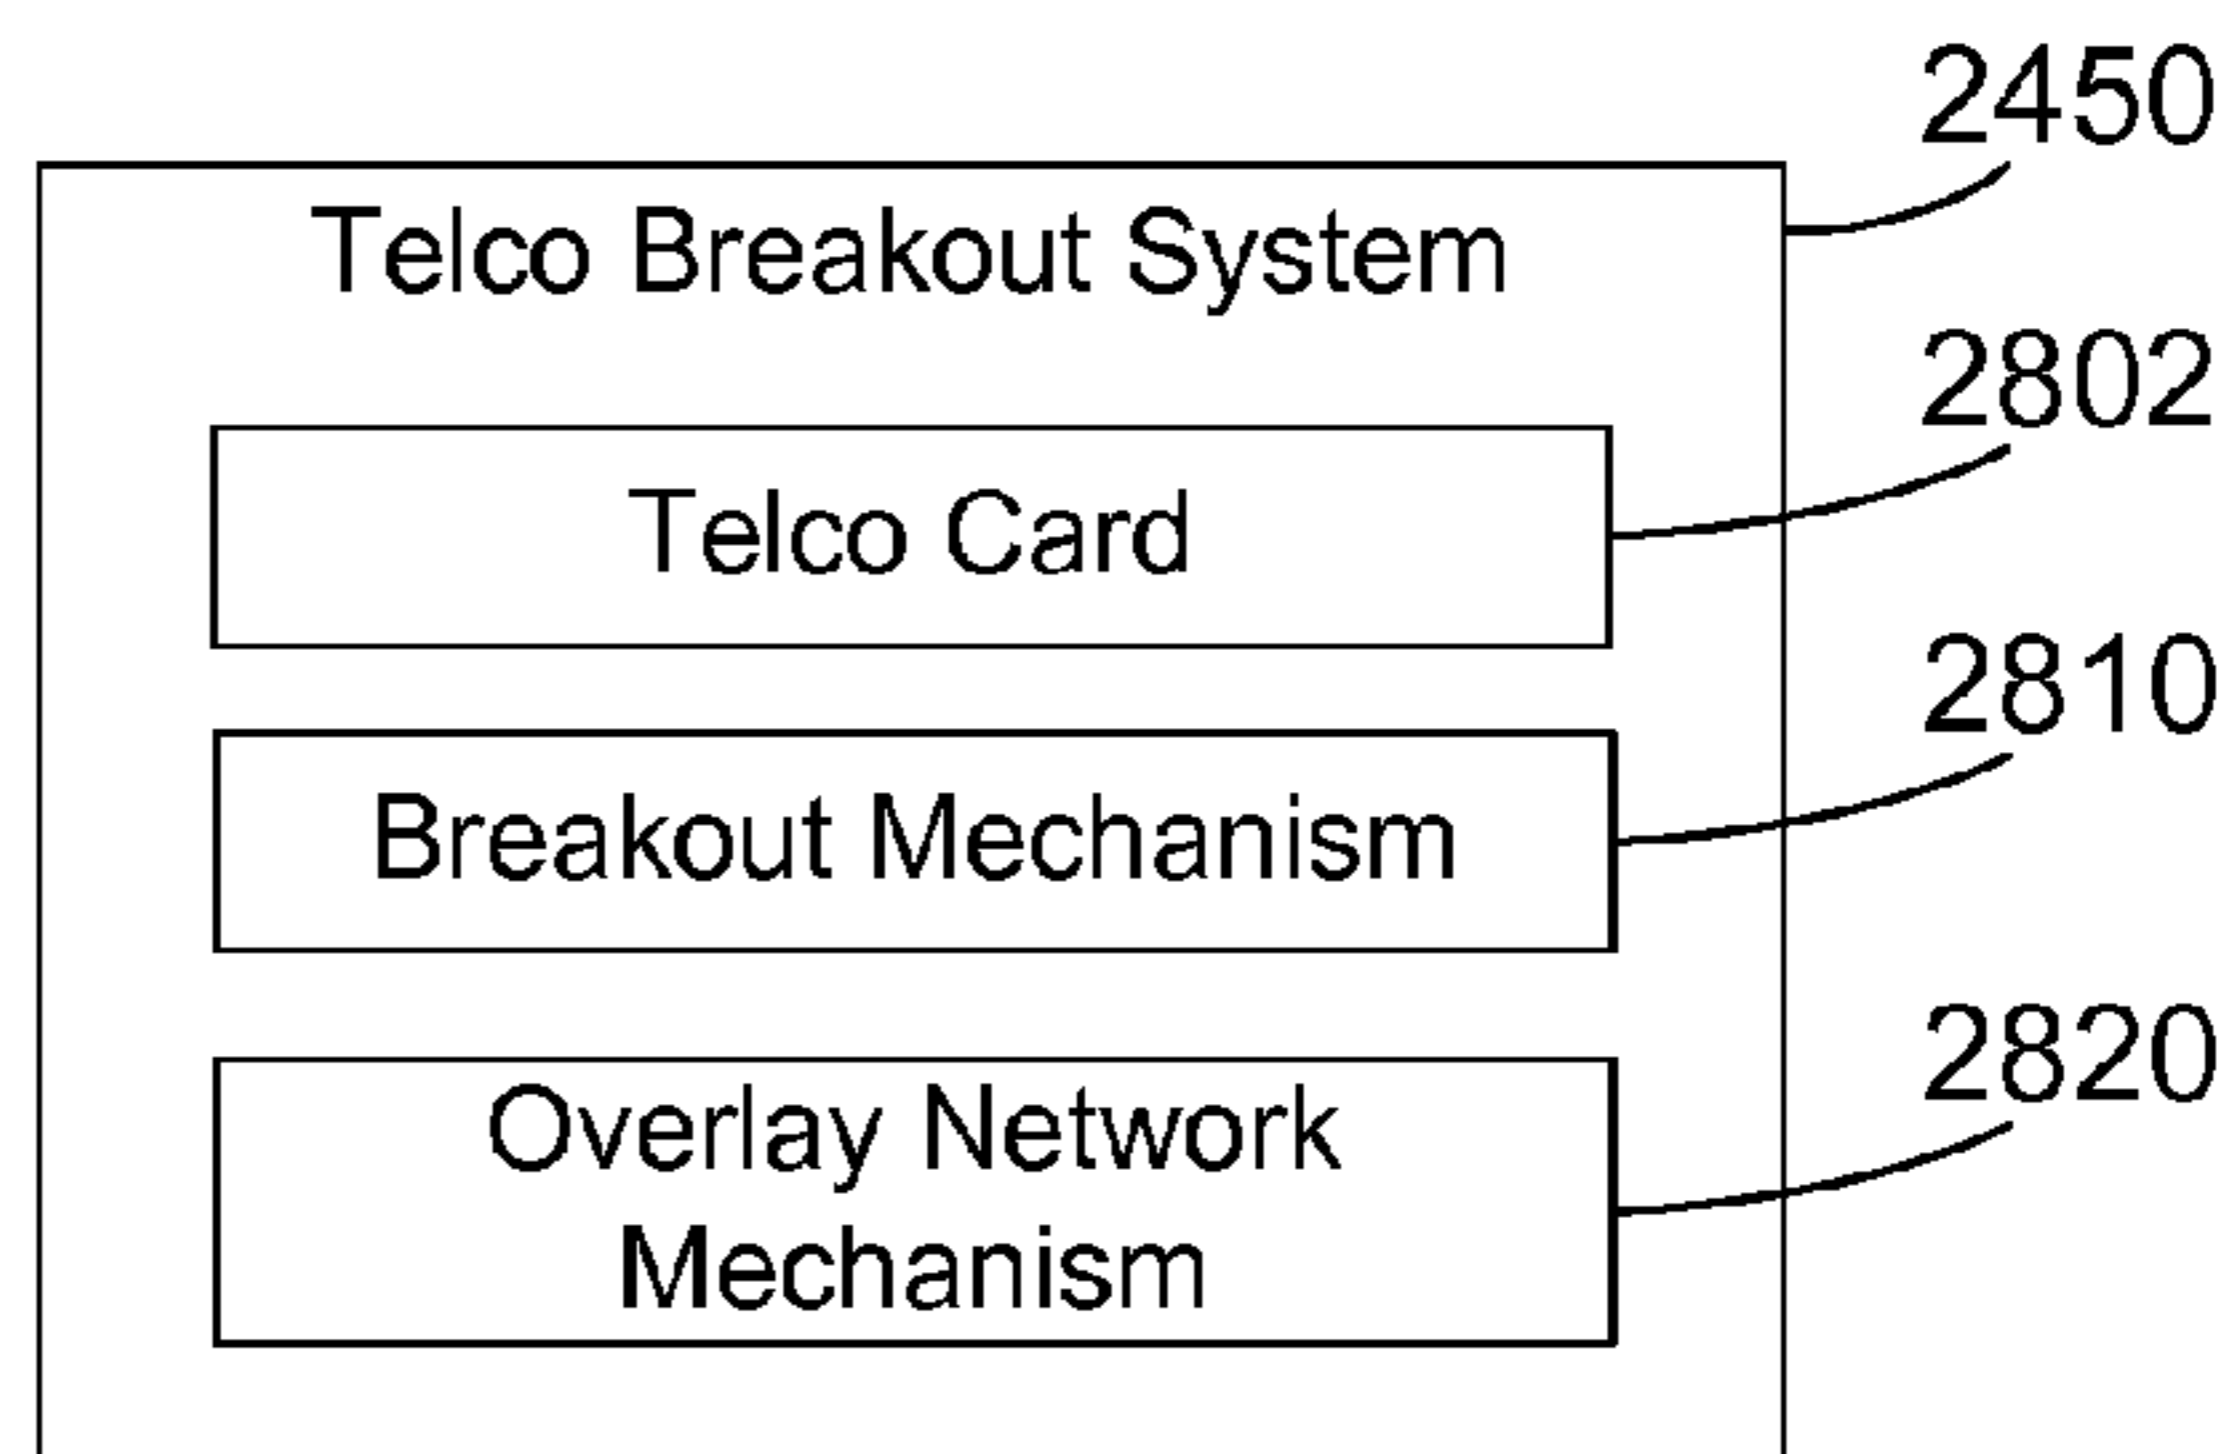 2450
Telco Breakout System
2802
Telco Card
2810
Breakout Mechanism
2820
Overlay Network
Mechanism